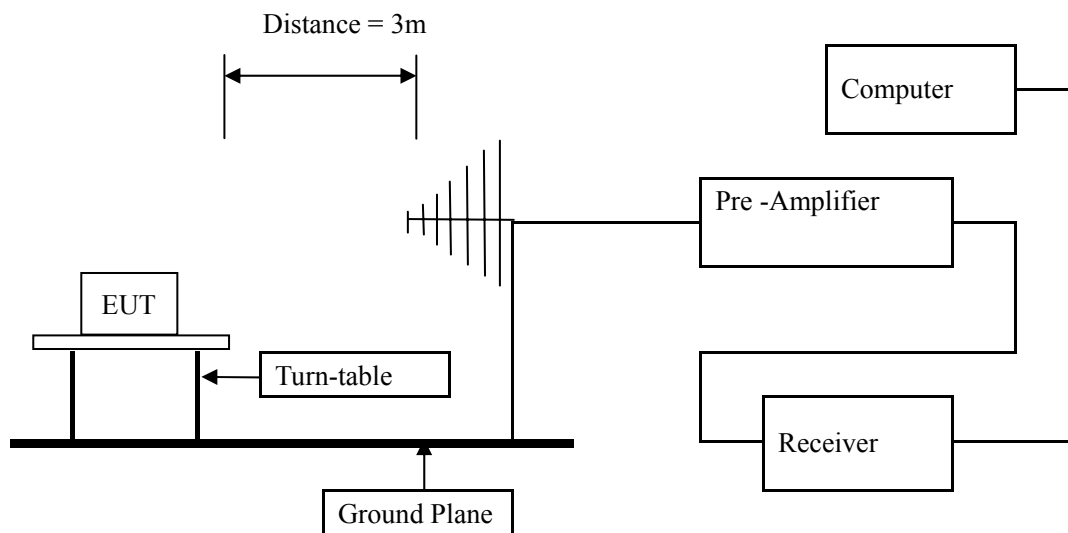 Distance = 3m
Computer
Pre -Amplifier
EUT
Turn-table
Receiver
Ground Plane